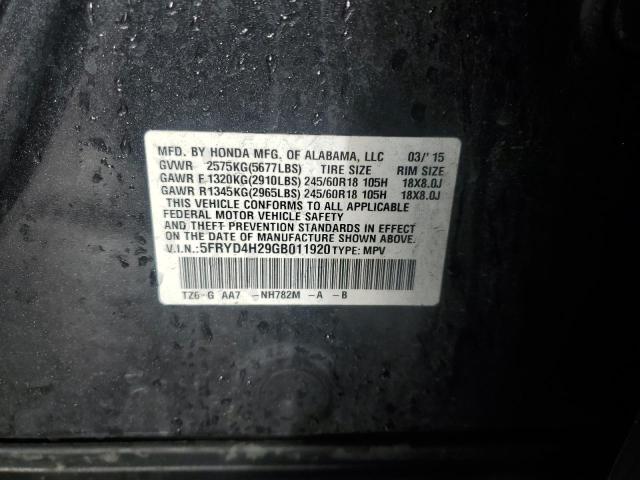 MFD. BY HONDA MFG. OF ALABAMA, LLC 03/'15
GVWR 2575KG(5677LBS) TIRE SIZE RIM SIZE
GAWR F 1320KG(2910LBS) 245/60R18 105H 18X8.0J
GAWR R1345KG(2965LBS) 245/60R18 105H 18X8.0J
THIS VEHICLE CONFORMS TO ALL APPLICABLE
FEDERAL MOTOR VEHICLE SAFETY
AND THEFT PREVENTION STANDARDS IN EFFECT
ON THE DATE OF MANUFACTURE SHOWN ABOVE.
V.I.N.:5FRYD4H29GB011920 TYPE: MPV
TZ6-G AA7 -NH782M -A -B